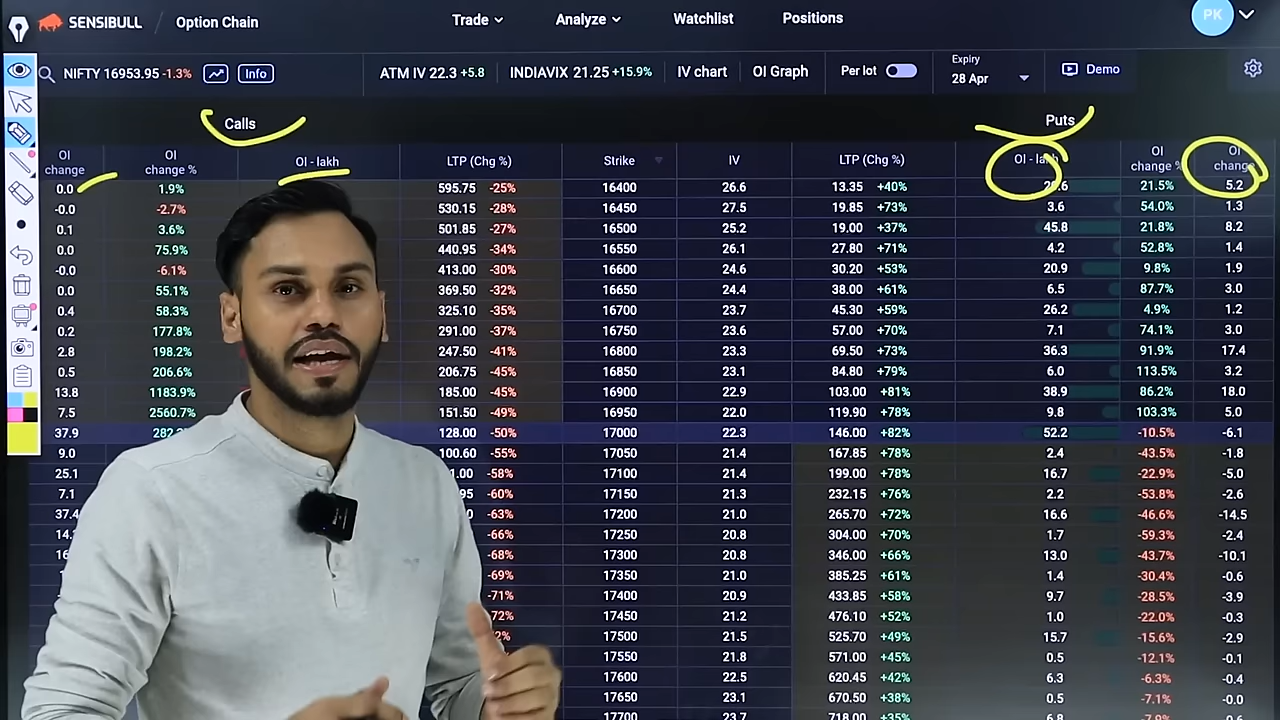 SENSIBULL / Option Chain Trade Analyze Watchlist Positions PK
NIFTY 16953.95 -1.3% Info ATM IV 22.3 +5.8 INDIAVIX 21.25 +15.9% IV chart OI Graph Per lot Expiry 28 Apr Demo
Calls Puts
OI change OI change % OI - lakh LTP (Chg %) Strike IV LTP (Chg %) OI - lakh OI change % OI change
0.0 1.9% 595.75 -25% 16400 26.6 13.35 +40% 21.5% 5.2
-0.0 -2.7% 530.15 -28% 16450 27.5 19.85 +73% 3.6 54.0% 1.3
0.1 3.6% 501.85 -27% 16500 25.2 19.00 +37% 45.8 21.8% 8.2
0.0 75.9% 440.95 -34% 16550 26.1 27.80 +71% 4.2 52.8% 1.4
-0.0 -6.1% 413.00 -30% 16600 24.6 30.20 +53% 20.9 9.8% 1.9
0.0 55.1% 369.50 -32% 16650 24.4 38.00 +61% 6.5 87.7% 3.0
0.4 58.3% 325.10 -35% 16700 23.7 45.30 +59% 26.2 4.9% 1.2
0.2 177.8% 291.00 -37% 16750 23.6 57.00 +70% 7.1 74.1% 3.0
2.8 198.2% 247.50 -41% 16800 23.3 69.50 +73% 36.3 91.9% 17.4
0.5 206.6% 206.75 -45% 16850 23.1 84.80 +79% 6.0 113.5% 3.2
13.8 1183.9% 185.00 -45% 16900 22.9 103.00 +81% 38.9 86.2% 18.0
7.5 2560.7% 151.50 -49% 16950 22.0 119.90 +78% 9.8 103.3% 5.0
37.9 128.00 -50% 17000 22.3 146.00 +82% 52.2 -10.5% -6.1
9.0 100.60 -55% 17050 21.4 167.85 +78% 2.4 -43.5% -1.8
25.1 -58% 17100 21.4 199.00 +78% 16.7 -22.9% -5.0
7.1 -60% 17150 21.3 232.15 +76% 2.2 -53.8% -2.6
37.4 -63% 17200 21.0 265.70 +72% 16.6 -46.6% -14.5
-66% 17250 20.8 304.00 +70% 1.7 -59.3% -2.4
-68% 17300 20.8 346.00 +66% 13.0 -43.7% -10.1
-69% 17350 21.0 385.25 +61% 1.4 -30.4% -0.6
-71% 17400 20.9 433.85 +58% 9.7 -28.5% -3.9
17450 21.2 476.10 +52% 1.0 -22.0% -0.3
17500 21.5 525.70 +49% 15.7 -15.6% -2.9
17550 21.8 571.00 +45% 0.5 -12.1% -0.1
17600 22.5 620.45 +42% 6.3 -6.3% -0.4
17650 23.1 670.50 +38% 0.5 -7.1% -0.0
17700 23.7 718.00 +35% 6.8